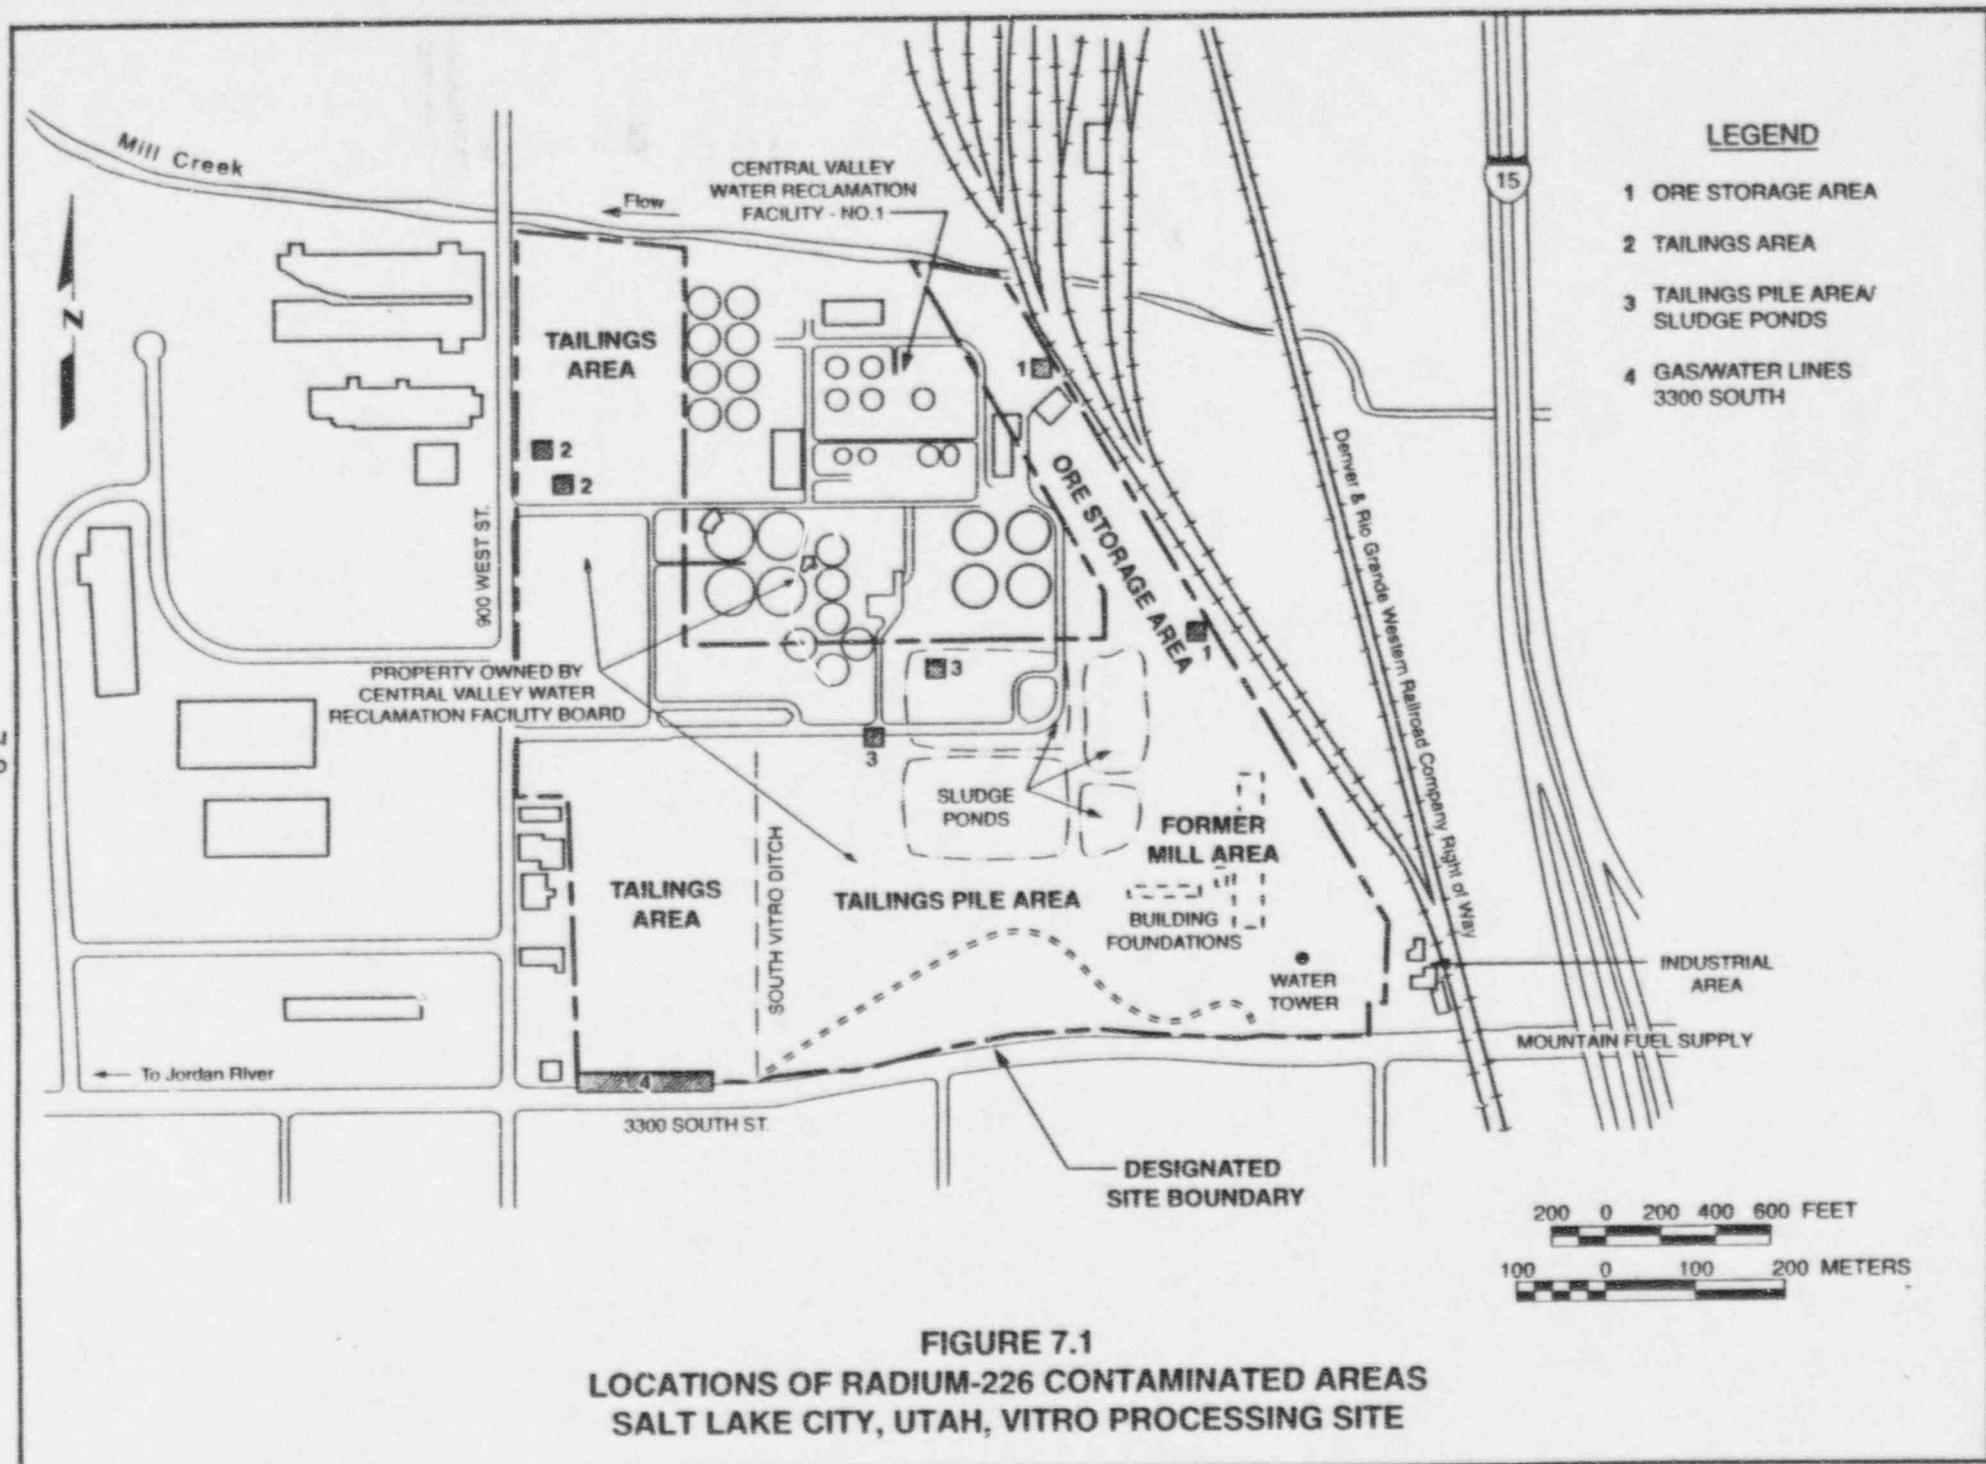 Mill Creek
Flow
CENTRAL VALLEY
WATER RECLAMATION
FACILITY - NO.1
15
LEGEND
1 ORE STORAGE AREA
2 TAILINGS AREA
3 TAILINGS PILE AREA/
SLUDGE PONDS
4 GAS/WATER LINES
3300 SOUTH
N
TAILINGS
AREA
1
2
2
900 WEST ST.
ORE STORAGE AREA
1
Denver & Rio Grande Western Railroad Company Right of Way
PROPERTY OWNED BY
CENTRAL VALLEY WATER
RECLAMATION FACILITY BOARD
3
3
SLUDGE
PONDS
FORMER
MILL AREA
TAILINGS
AREA
SOUTH VITRO DITCH
TAILINGS PILE AREA
BUILDING
FOUNDATIONS
WATER
TOWER
INDUSTRIAL
AREA
MOUNTAIN FUEL SUPPLY
To Jordan River
4
3300 SOUTH ST.
DESIGNATED
SITE BOUNDARY
200 0 200 400 600 FEET
100 0 100 200 METERS
FIGURE 7.1
LOCATIONS OF RADIUM-226 CONTAMINATED AREAS
SALT LAKE CITY, UTAH, VITRO PROCESSING SITE